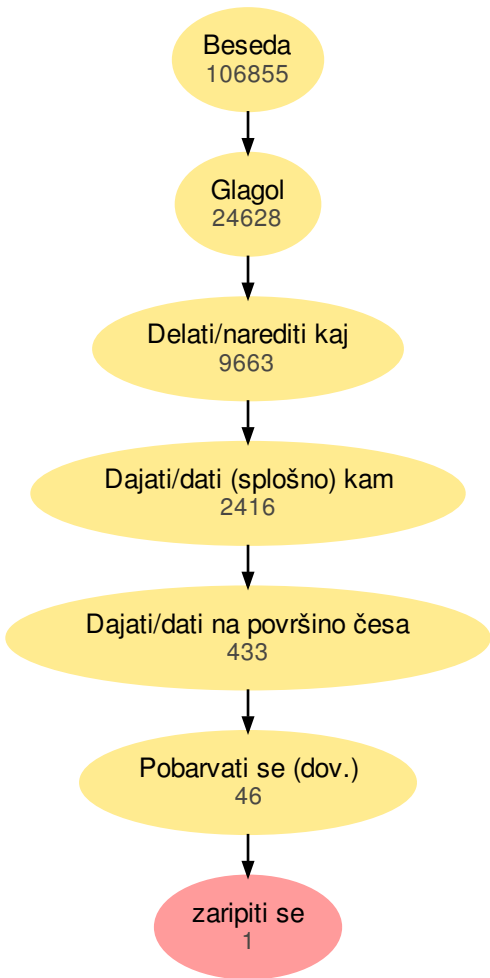 Beseda
106855
Glagol
24628
Delati/narediti kaj
9663
Dajati/dati (splošno) kam
2416
Dajati/dati na površino česa
433
Pobarvati se (dov.)
46
zaripiti se
1